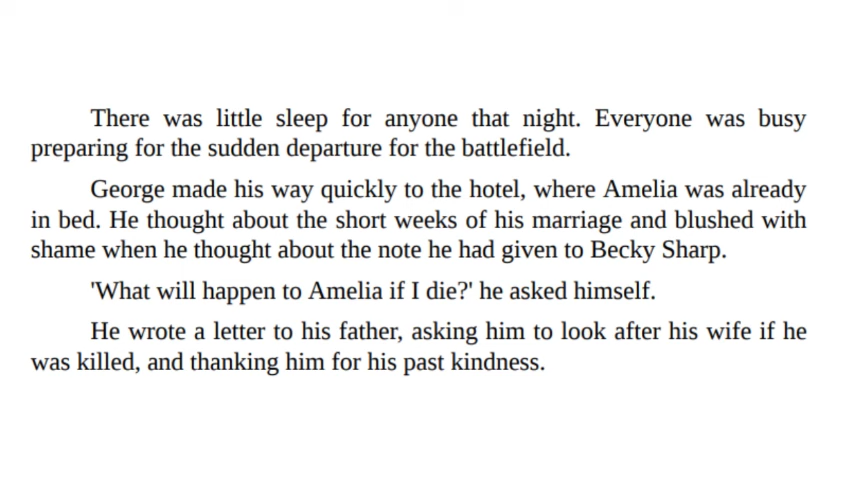 There was little sleep for anyone that night. Everyone was busy
preparing for the sudden departure for the battlefield.
George made his way quickly to the hotel, where Amelia was already
in bed. He thought about the short weeks of his marriage and blushed with
shame when he thought about the note he had given to Becky Sharp.
'What will happen to Amelia if I die?' he asked himself.
He wrote a letter to his father, asking him to look after his wife if he
was killed, and thanking him for his past kindness.